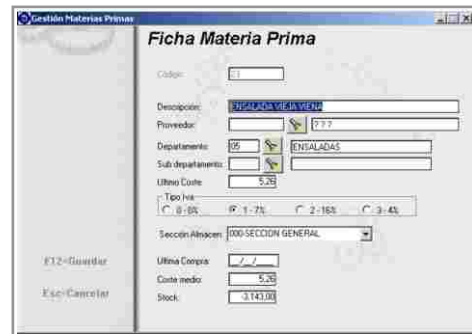 Gestión Materias Primas
Ficha Materia Prima
Código:
Descripción: ENSALADA VIEJA VIENA
Proveedor: ???
Departamento: 05 ENSALADAS
Sub departamento:
Ultimo Coste 5,26
Tipo Iva
0-0% 1-7% 2-16% 3-4%
Sección Almacen: 000-SECCION GENERAL
Ultima Compra: _/_/__
F12=Guardar
Coste medio: 5,26
Esc=Cancelar
Stock: -3.143,00